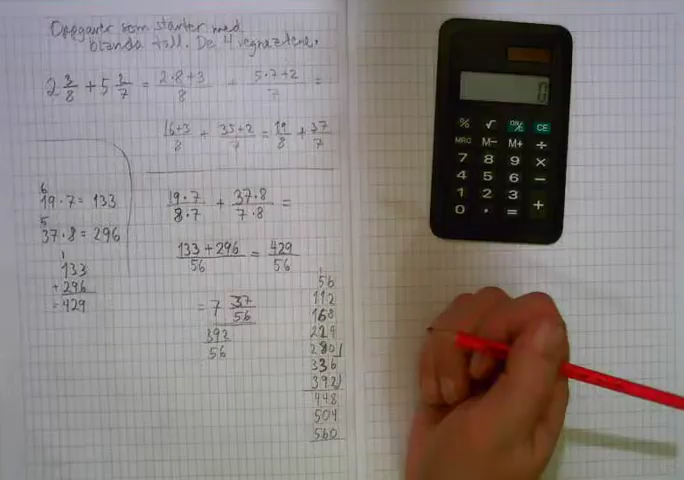 Oppgaver som starter med
blanda tall. De 4 regneartene.
2 3/8 + 5 2/7 = 2·8+3/8 + 5·7+2/7 =
16+3/8 + 35+2/7 = 19/8 + 37/7
6
19·7 = 133
5
37·8 = 296
1
133
+296
=429
19·7/8·7 + 37·8/7·8 =
133+296/56 = 429/56
= 7 37/56
392/56
1
56
112
168
224
280
336
392
448
504
560
0
% √ ON/C CE
MRC M- M+ ÷
7 8 9 ×
4 5 6 −
1 2 3 +
0 · =